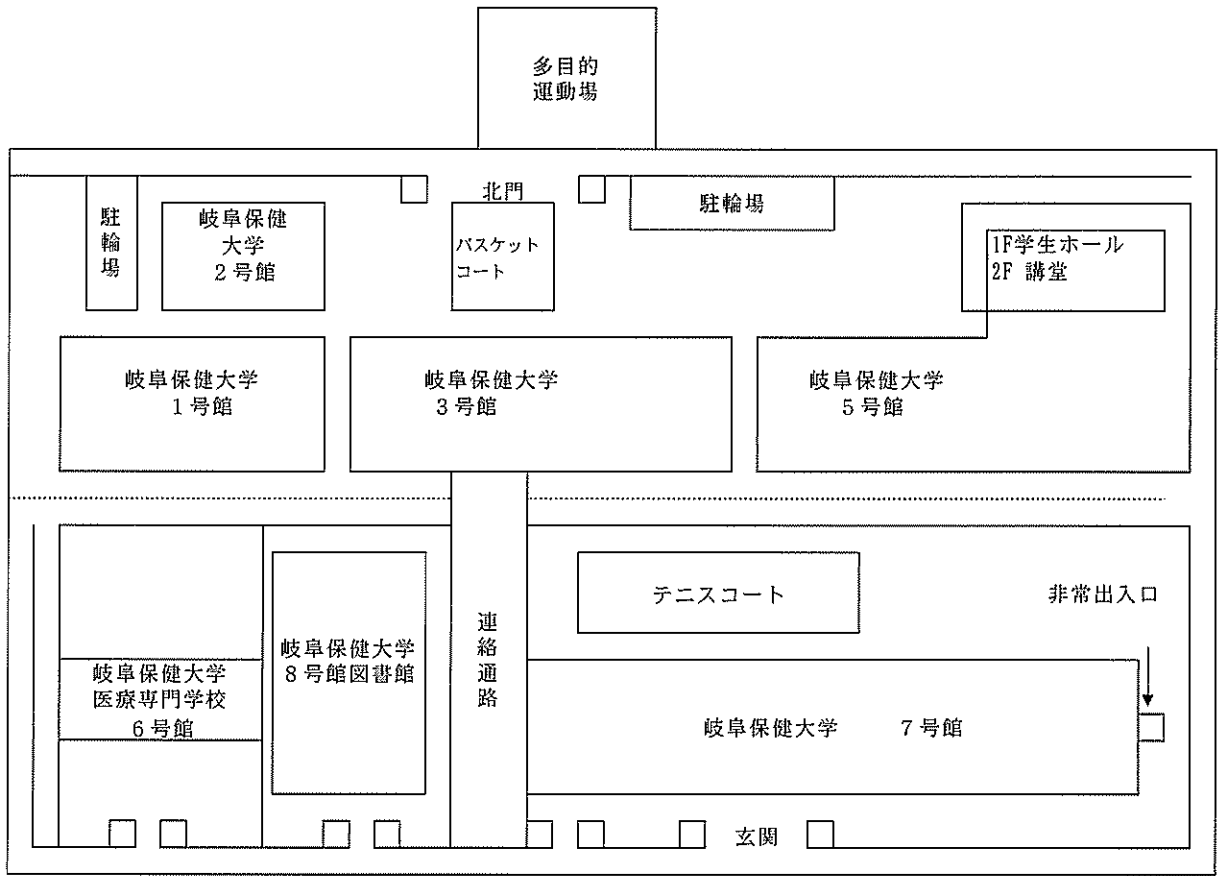 多目的
運動場
北門
駐輪場
岐阜保健
大学
2号館
バスケット
コート
駐輪場
1F学生ホール
2F 講堂
岐阜保健大学
1号館
岐阜保健大学
3号館
岐阜保健大学
5号館
岐阜保健大学
医療専門学校
6号館
岐阜保健大学
8号館図書館
連絡通路
テニスコート
非常出入口
岐阜保健大学 7号館
玄関